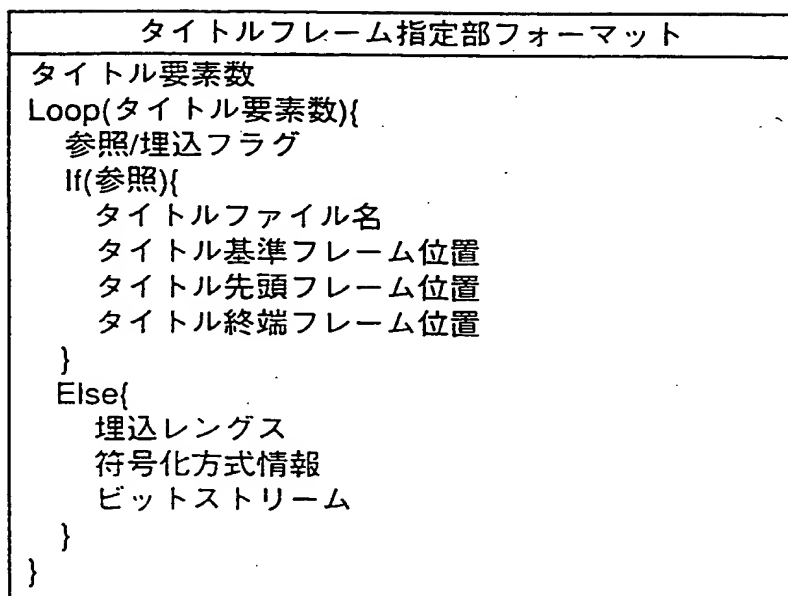 タイトルフレーム指定部フォーマット
タイトル要素数
Loop(タイトル要素数){
参照/埋込フラグ
If(参照){
タイトルファイル名
タイトル基準フレーム位置
タイトル先頭フレーム位置
タイトル終端フレーム位置
}
Else{
埋込レングス
符号化方式情報
ビットストリーム
}
}